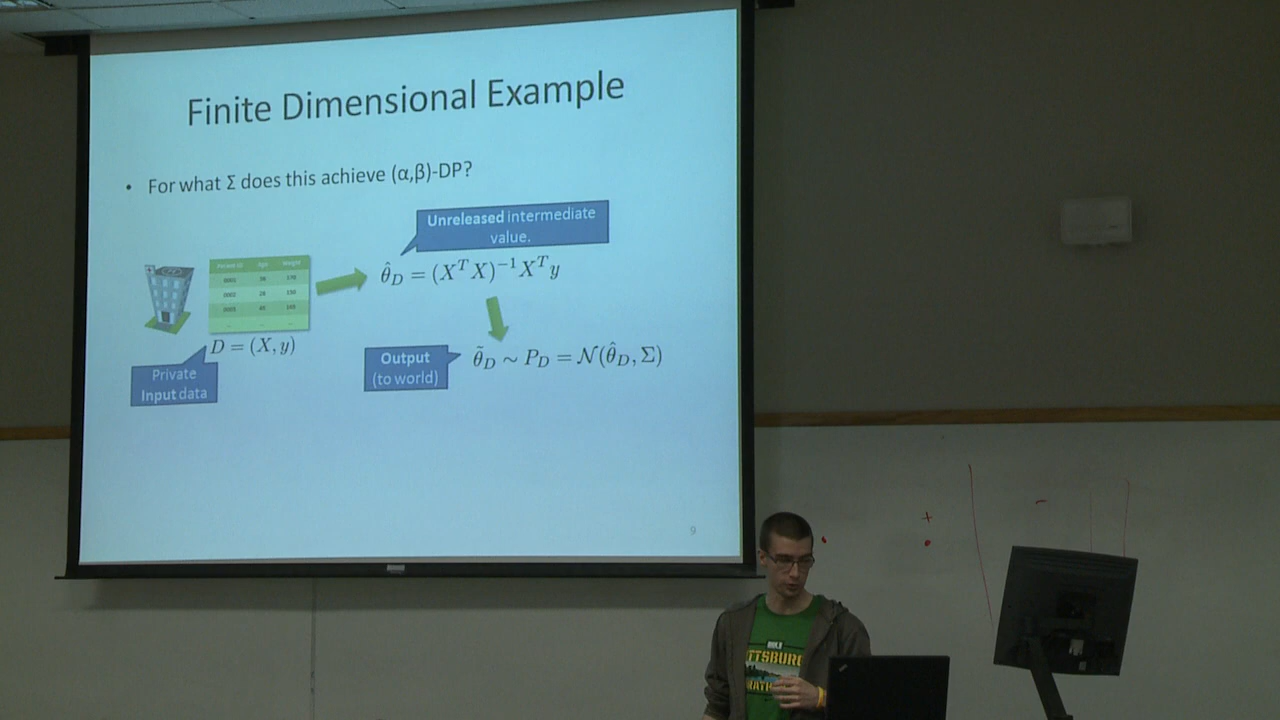 Finite Dimensional Example
• For what Σ does this achieve (α,β)-DP?
Unreleased intermediate
value.
θ̂_D = (X^T X)^{-1} X^T y
D = (X, y)
Private
Input data
Output
(to world)
θ̃_D ∼ P_D = N(θ̂_D, Σ)
9